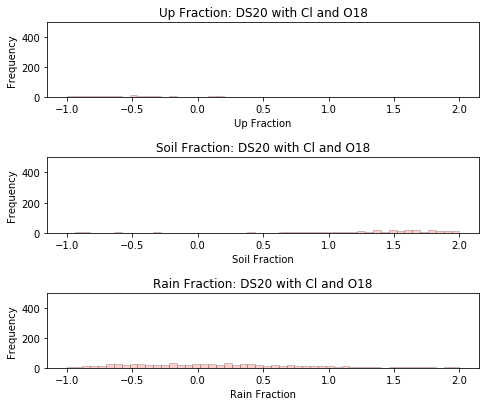 Up Fraction: DS20 with Cl and O18
400
200
0
Frequency
−1.0 −0.5 0.0 0.5 1.0 1.5 2.0
Up Fraction
Soil Fraction: DS20 with Cl and O18
400
200
0
Frequency
−1.0 −0.5 0.0 0.5 1.0 1.5 2.0
Soil Fraction
Rain Fraction: DS20 with Cl and O18
400
200
0
Frequency
−1.0 −0.5 0.0 0.5 1.0 1.5 2.0
Rain Fraction